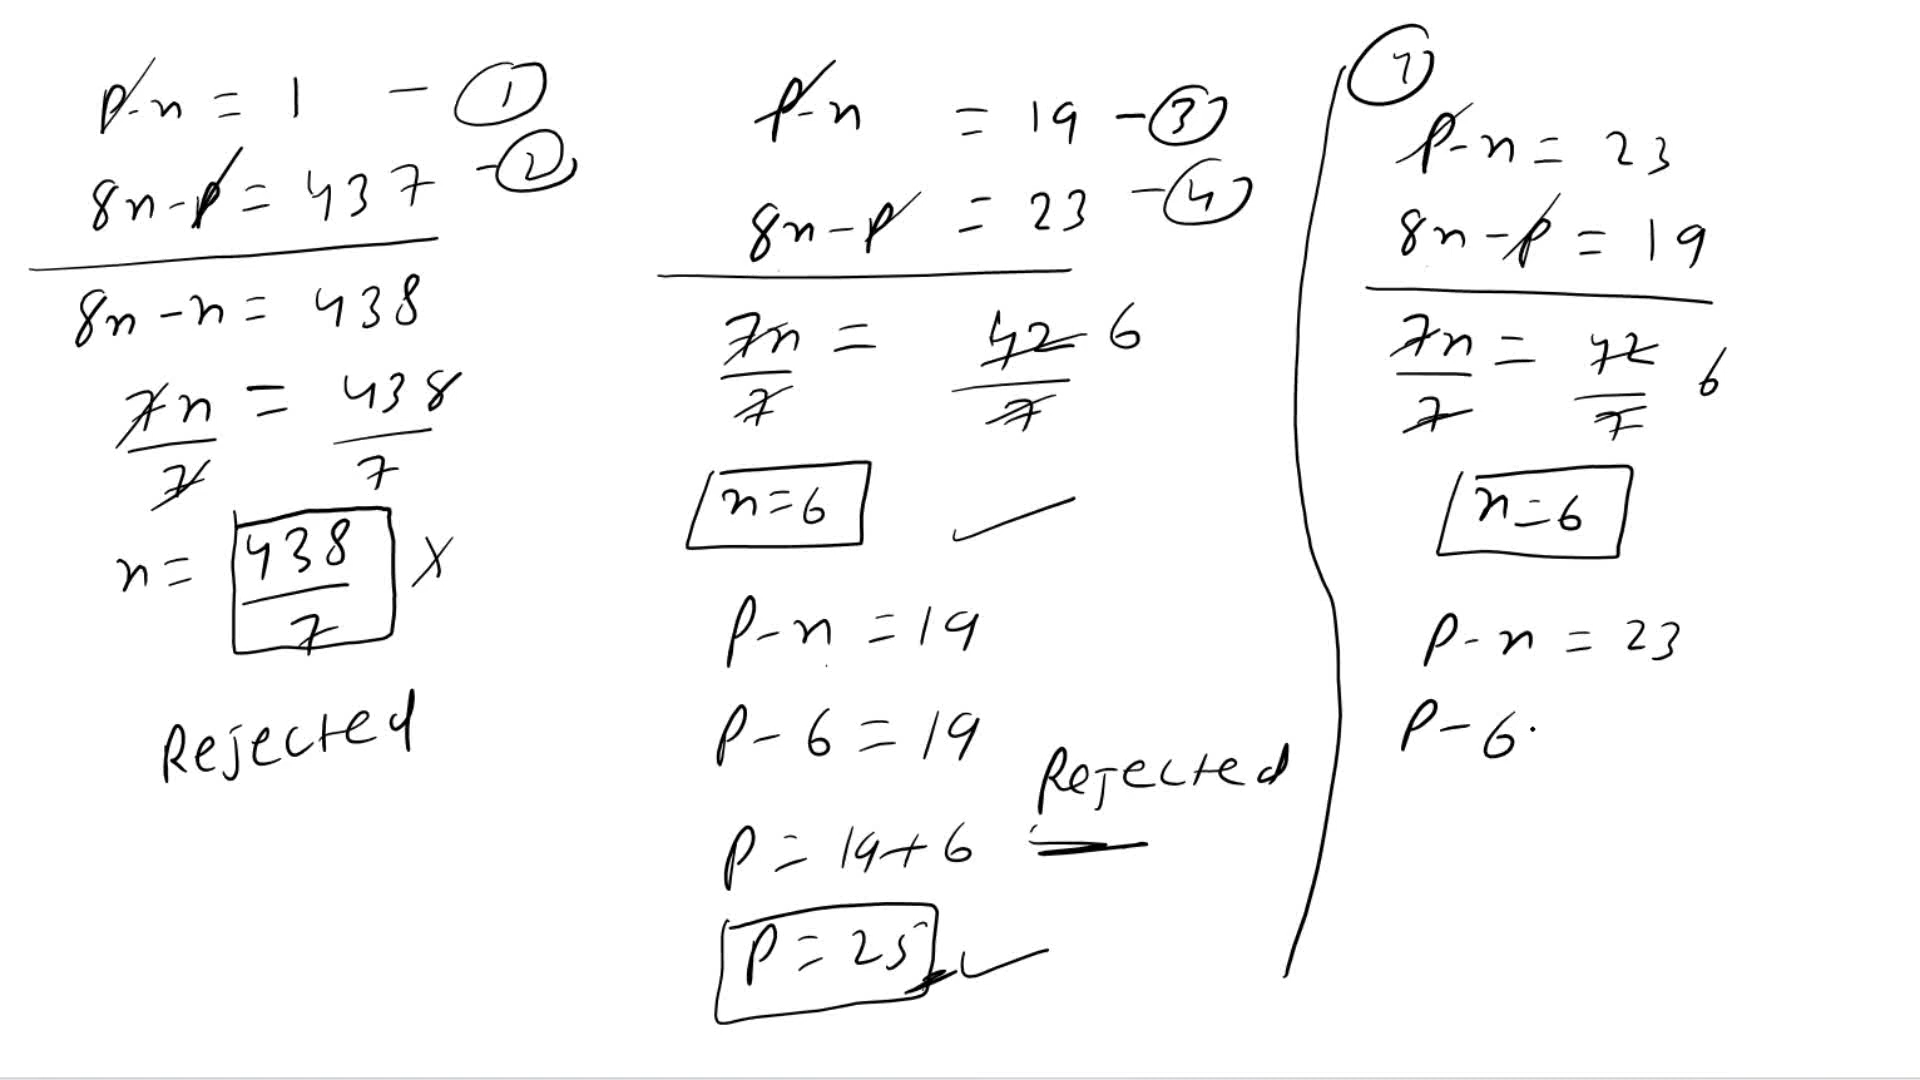 p-n = 1 - ①
8n-p = 437 - ②
8n-n = 438
7n/7 = 438/7
n = 438/7 X
Rejected
p-n = 19 - ③
8n-p = 23 - ④
7n/7 = 42/7 6
n=6
p-n = 19
p-6 = 19
Rejected
p = 19+6
p = 25
⑦
p-n = 23
8n-p = 19
7n/7 = 42/7 6
n=6
p-n = 23
p-6.